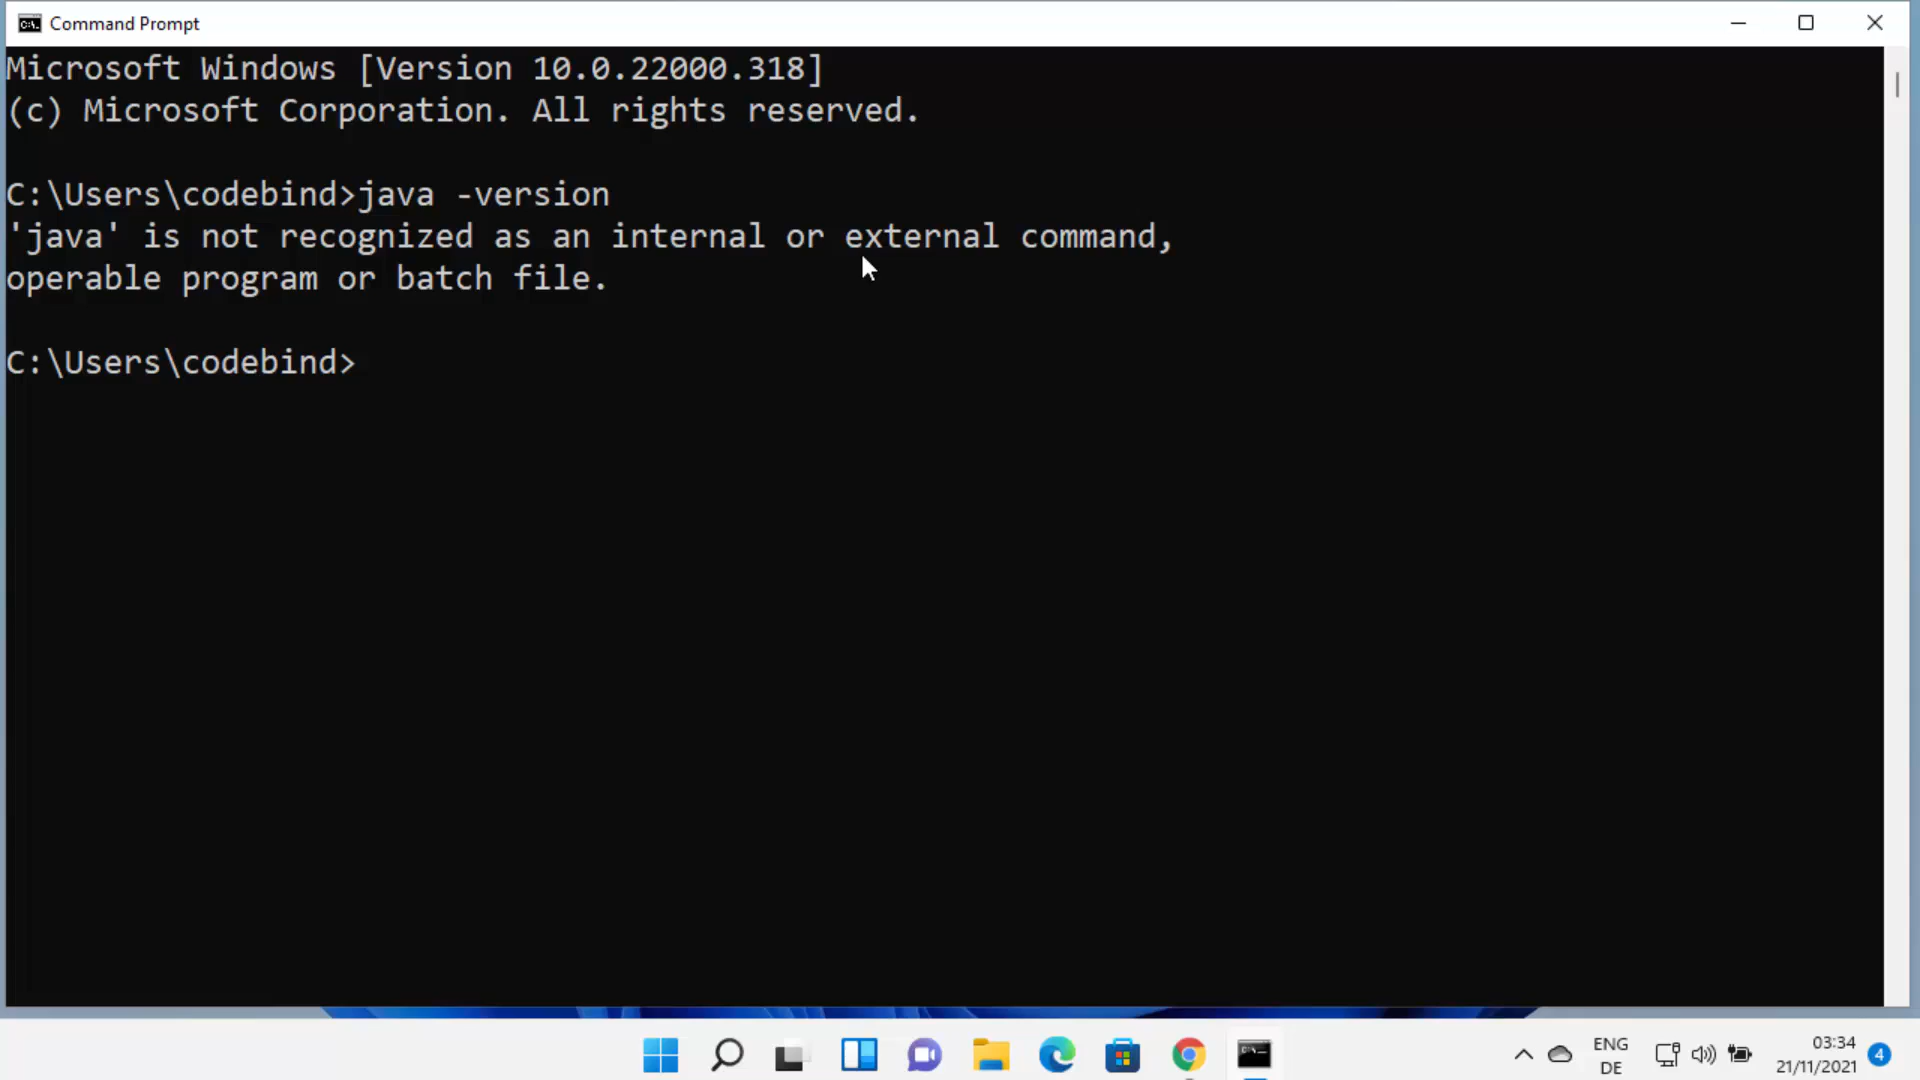 Command Prompt
Microsoft Windows [Version 10.0.22000.318]
(c) Microsoft Corporation. All rights reserved.
C:\Users\codebind>java -version
'java' is not recognized as an internal or external command,
operable program or batch file.
C:\Users\codebind>
ENG
DE
03:34
21/11/2021
4